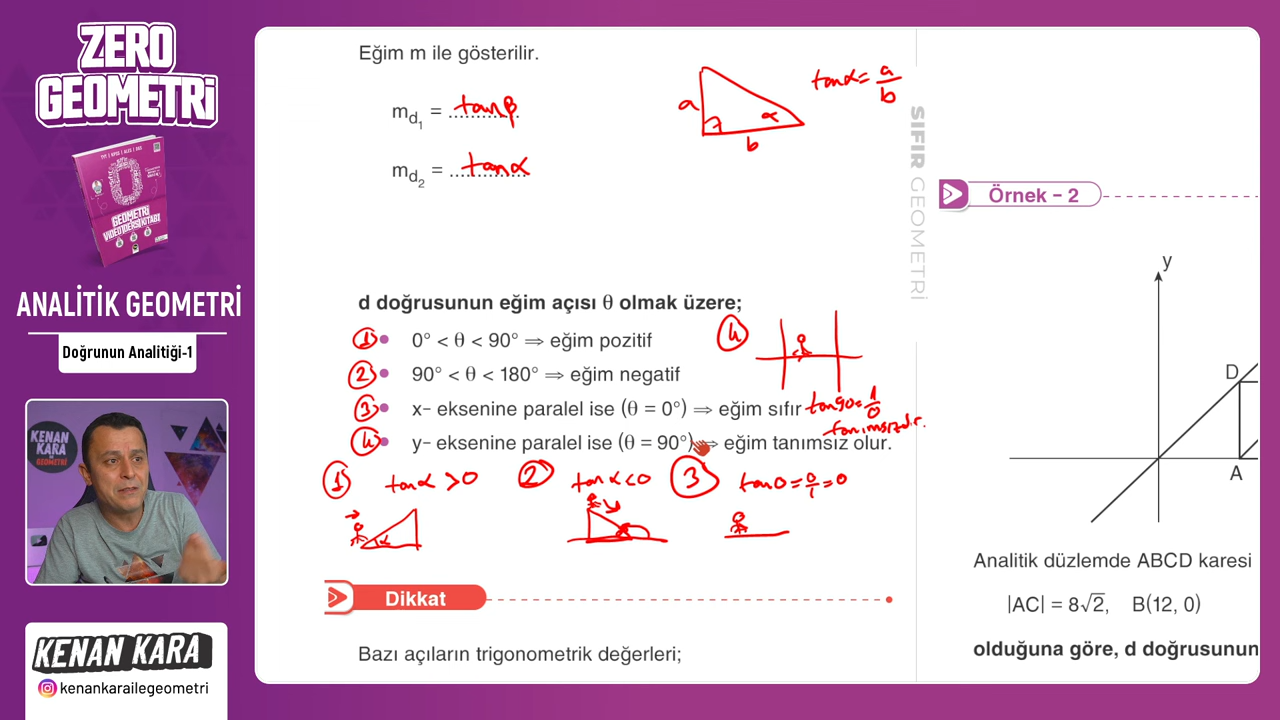 ZERO
GEOMETRİ
GEOMETRİ
VİDEO DERS KİTABI
ANALİTİK GEOMETRİ
Doğrunun Analitiği-1
KENAN
KARA
KENAN KARA
kenankarailegeometri
Eğim m ile gösterilir.
m_d₁ = tanβ
m_d₂ = tanα
a
α
b
tanα = a/b
d doğrusunun eğim açısı θ olmak üzere;
① • 0° < θ < 90° ⇒ eğim pozitif
② • 90° < θ < 180° ⇒ eğim negatif
③ • x- eksenine paralel ise (θ = 0°) ⇒ eğim sıfır
④ • y- eksenine paralel ise (θ = 90°) ⇒ eğim tanımsız olur.
④
tan90=1/0
tanımsızdır.
① tanα >0
α
② tanα<0
③ tan0=0/1=0
Dikkat
Bazı açıların trigonometrik değerleri;
SIFIR GEOMETRİ
Örnek - 2
y
D
A
Analitik düzlemde ABCD karesi
|AC| = 8√2, B(12, 0)
olduğuna göre, d doğrusunun